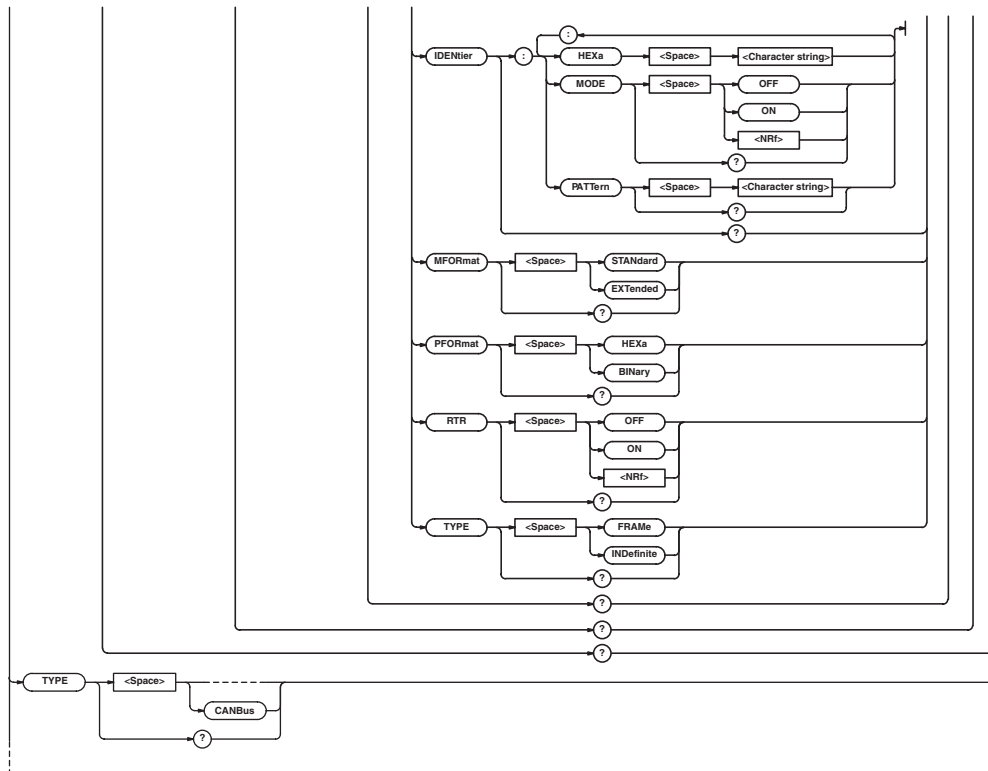 :
IDENtier : HEXa <Space> <Character string>
MODE <Space> OFF
ON
<NRf>
?
PATTern <Space> <Character string>
?
?
MFORmat <Space> STANdard
EXTended
?
PFORmat <Space> HEXa
BINary
?
RTR <Space> OFF
ON
<NRf>
?
TYPE <Space> FRAMe
INDefinite
?
?
?
?
TYPE <Space>
CANBus
?